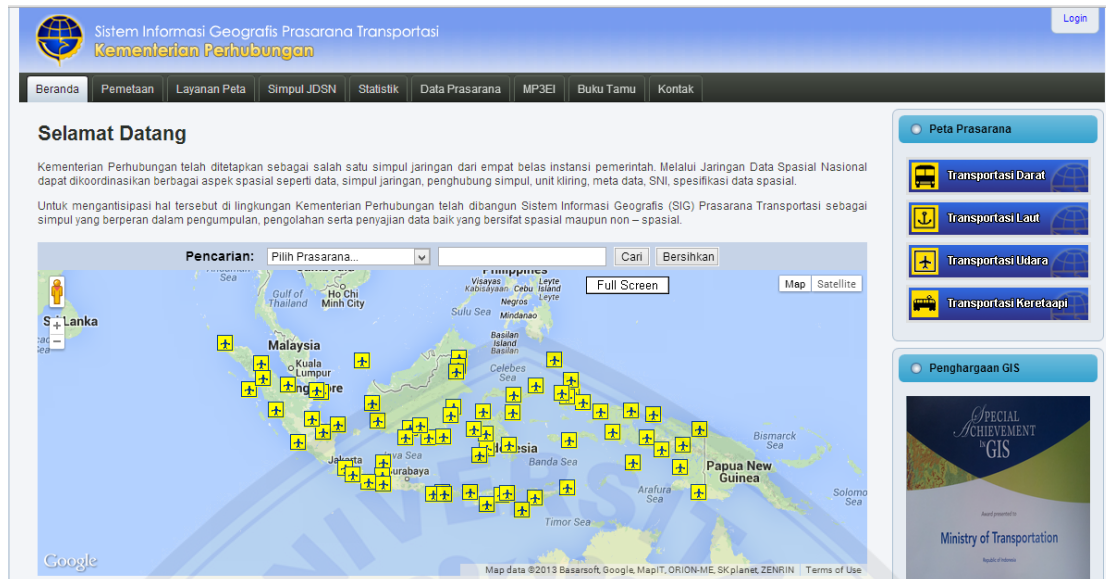 Login
Sistem Informasi Geografis Prasarana Transportasi
Kementerian Perhubungan
Beranda Pemetaan Layanan Peta Simpul JDSN Statistik Data Prasarana MP3EI Buku Tamu Kontak
Selamat Datang
Kementerian Perhubungan telah ditetapkan sebagai salah satu simpul jaringan dari empat belas instansi pemerintah. Melalui Jaringan Data Spasial Nasional
dapat dikoordinasikan berbagai aspek spasial seperti data, simpul jaringan, penghubung simpul, unit kliring, meta data, SNI, spesifikasi data spasial.
Untuk mengantisipasi hal tersebut di lingkungan Kementerian Perhubungan telah dibangun Sistem Informasi Geografis (SIG) Prasarana Transportasi sebagai
simpul yang berperan dalam pengumpulan, pengolahan serta penyajian data baik yang bersifat spasial maupun non – spasial.
Pencarian: Pilih Prasarana... Cari Bersihkan
Sea
Gulf of
Thailand
Ho Chi
Minh City
Philippines
Visayas
Kabisayaan
Cebu
Leyte
Island
Leyte
Negros
Sulu Sea
Mindanao
Full Screen
Map Satellite
Basilan
Island
Basilan
Malaysia
Kuala
Lumpur
Celebes
Sea
Bismarck
Sea
Banda Sea
Papua New
Guinea
Arafura
Sea
Solomo
Sea
Timor Sea
Google
Map data ©2013 Basarsoft, Google, MapIT, ORION-ME, SK planet, ZENRIN Terms of Use
Peta Prasarana
Transportasi Darat
Transportasi Laut
Transportasi Udara
Transportasi Keretaapi
Penghargaan GIS
SPECIAL
ACHIEVEMENT
IN
GIS
Award presented to
Ministry of Transportation
Republic of Indonesia